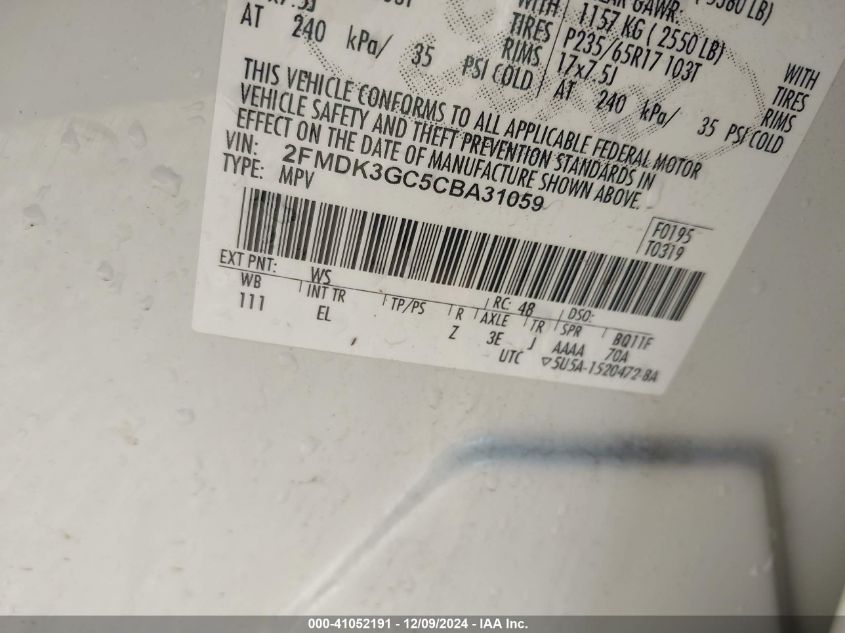 1157 KG ( 2550 LB)
WITH P235/65R17 103T WITH
TIRES 17x7.5J TIRES
RIMS AT 240 kPa/ 35 PSI COLD RIMS
AT 240 kPa/ 35 PSI COLD
THIS VEHICLE CONFORMS TO ALL APPLICABLE FEDERAL MOTOR
VEHICLE SAFETY AND THEFT PREVENTION STANDARDS IN
EFFECT ON THE DATE OF MANUFACTURE SHOWN ABOVE.
VIN: 2FMDK3GC5CBA31059
TYPE: MPV
F0195
T0319
EXT PNT: WS RC: 48 DSO:
WB INT TR TP/PS R AXLE TR SPR BQ11F
111 EL Z 3E J AAAA 70A
UTC ▽5U5A-1520472-BA
000-41052191 - 12/09/2024 - IAA Inc.